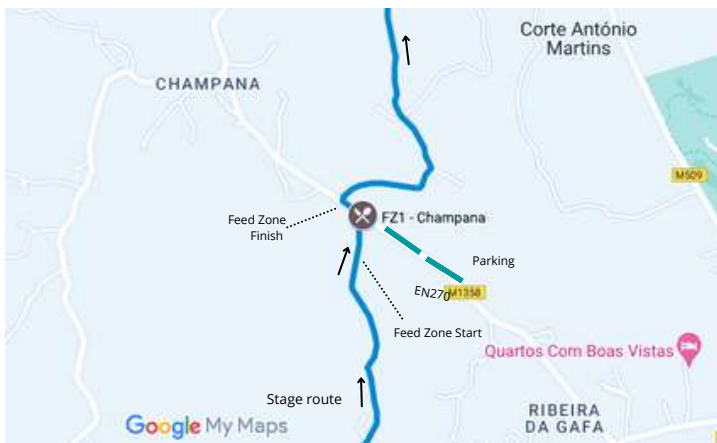 Corte António
Martins
CHAMPANA
M509
Feed Zone
Finish
FZ1 - Champana
Parking
EN270
M1358
Feed Zone Start
Quartos Com Boas Vistas
Stage route
RIBEIRA
DA GAFA
Google My Maps